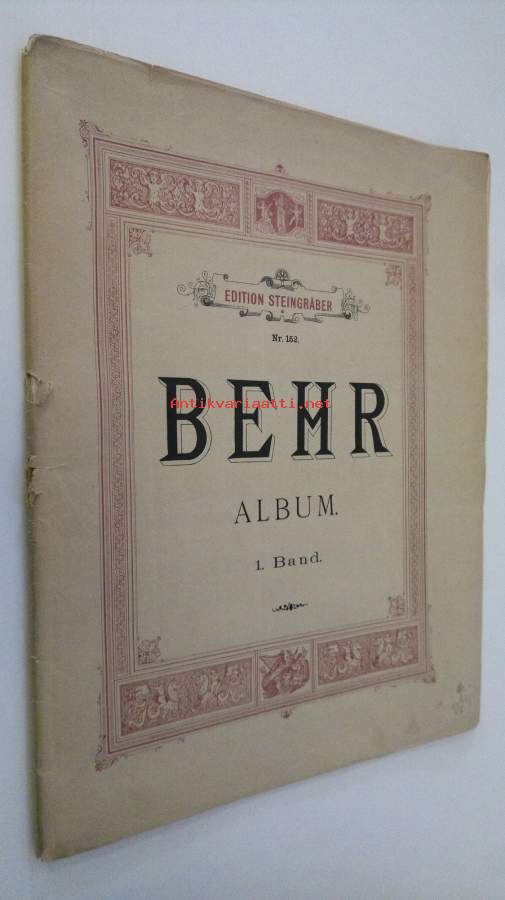 EDITION STEINGRÄBER
Nr. 152.
Antikvariaatti.net
BEHR
ALBUM.
1. Band.